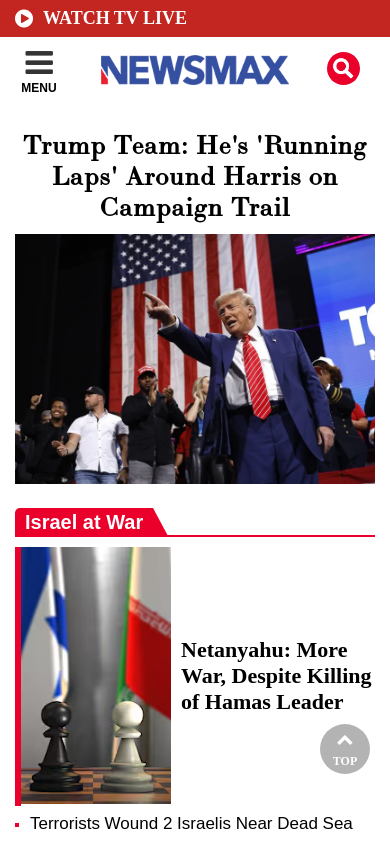 WATCH TV LIVE
MENU
NEWSMAX
Trump Team: He's 'Running
Laps' Around Harris on
Campaign Trail
TO
Israel at War
Netanyahu: More
War, Despite Killing
of Hamas Leader
TOP
Terrorists Wound 2 Israelis Near Dead Sea